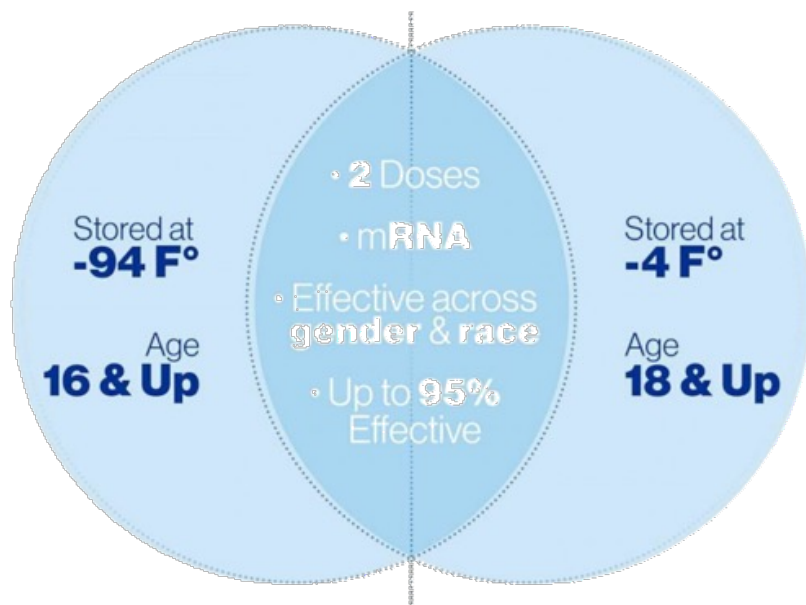 Stored at
-94 F°
Age
16 & Up
• 2 Doses
• mRNA
• Effective across
gender & race
• Up to 95%
Effective
Stored at
-4 F°
Age
18 & Up